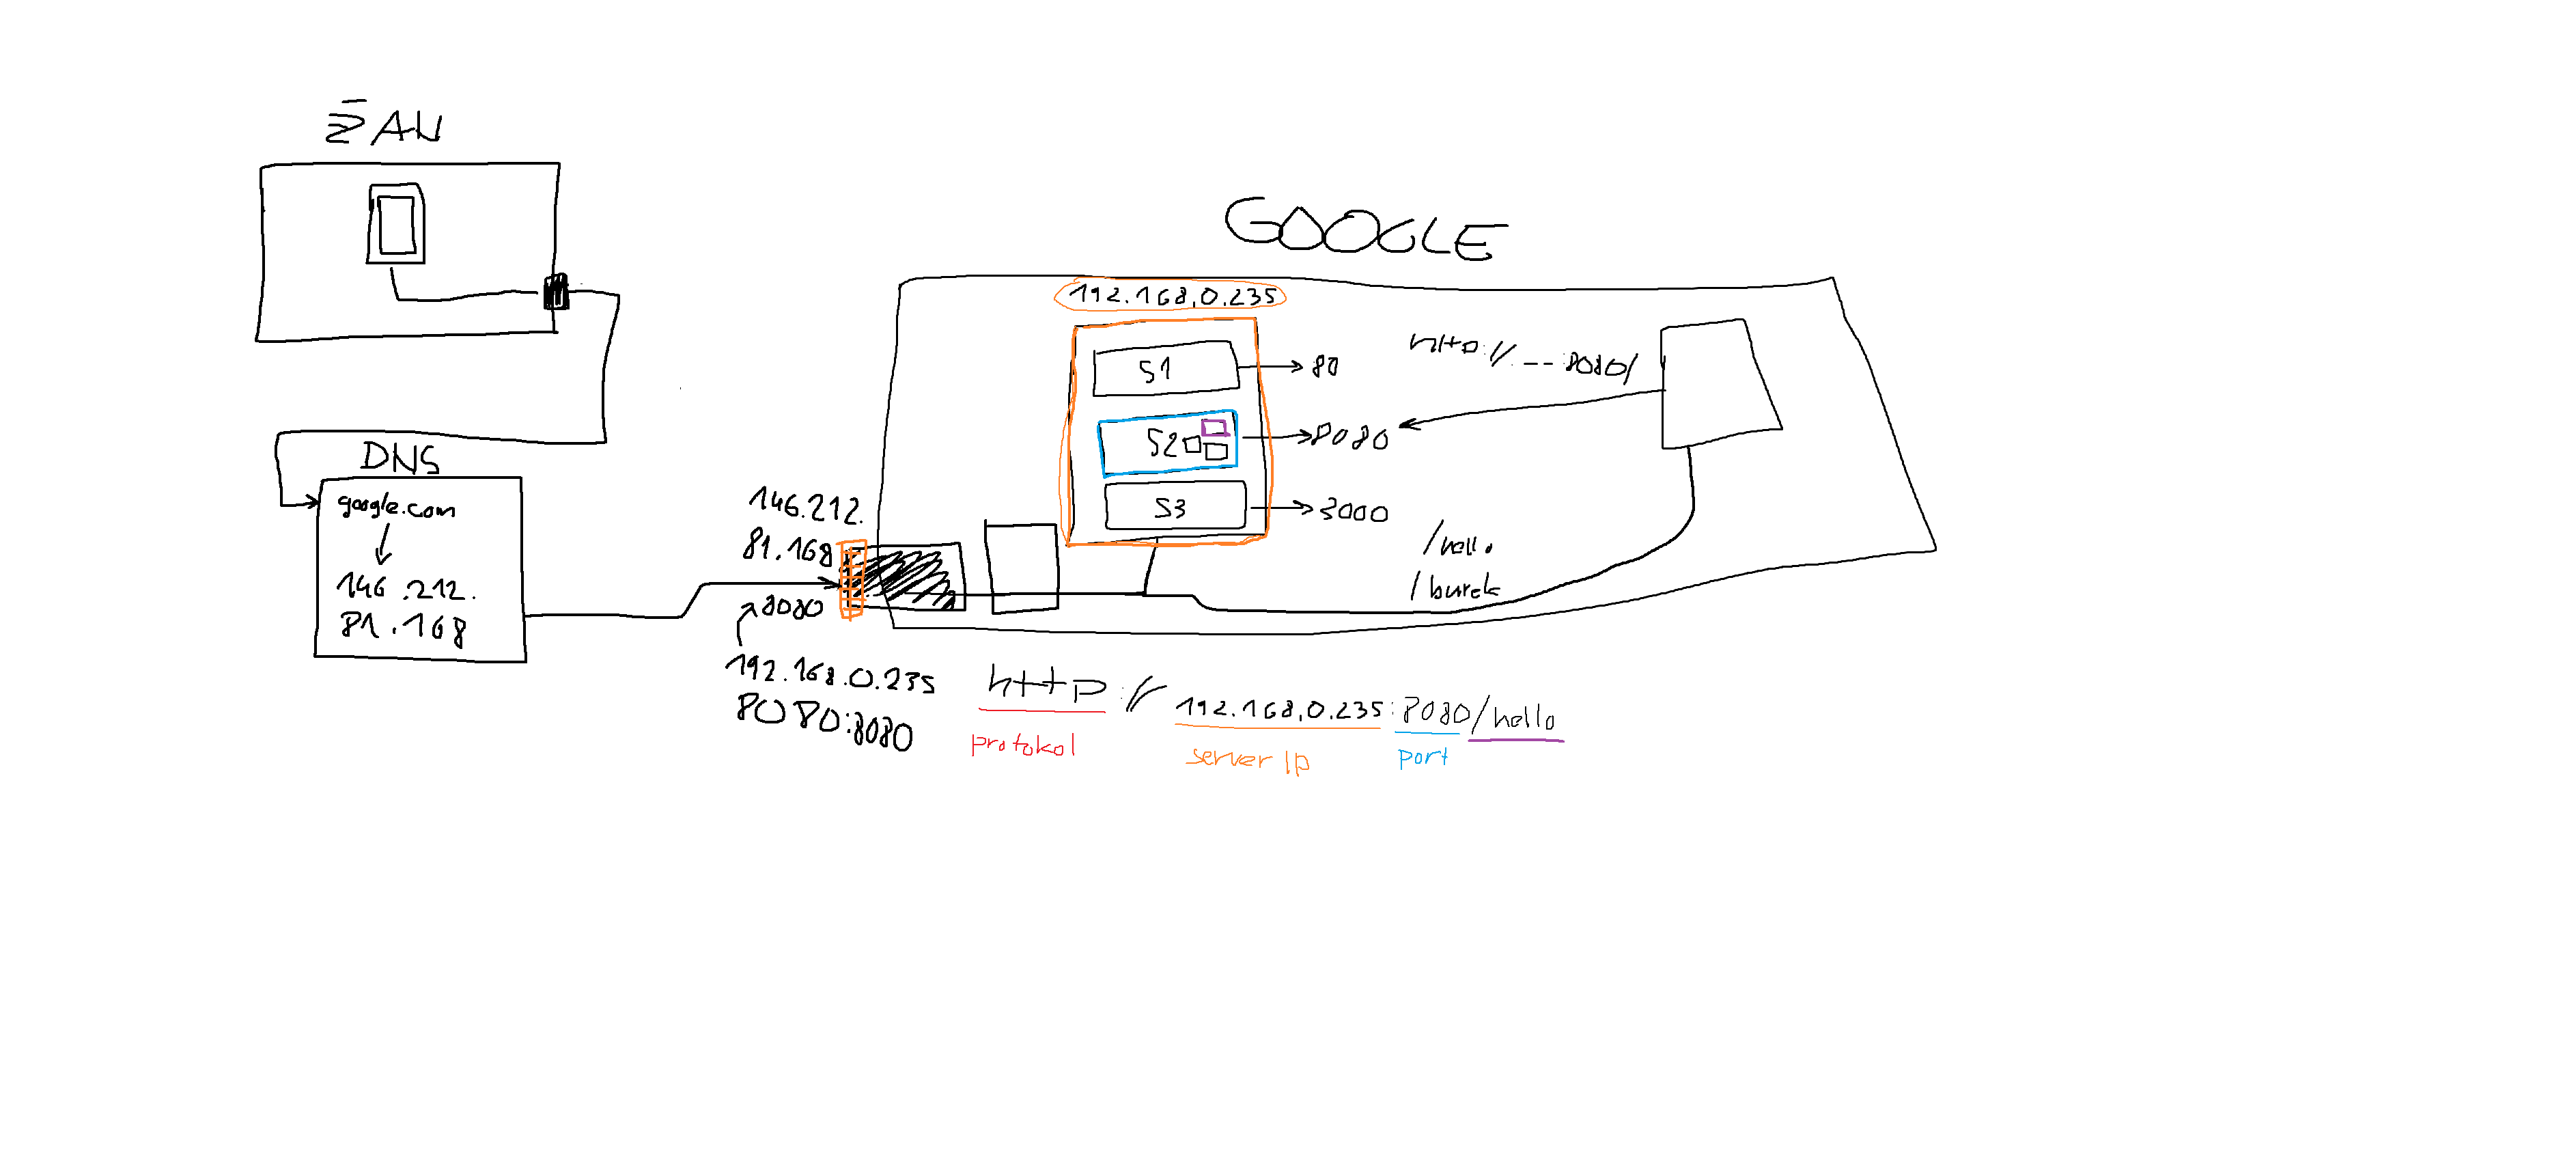 ŽAN
GOOGLE
192.168.0.235
S1 80
http://---:8080/
S2 8080
S3 3000
DNS
google.com
146.212.
81.168
146.212.
81.168
8080
192.168.0.235
8080:8080
/hello
/burek
http://192.168.0.235:8080/hello
protokol
server ip
port